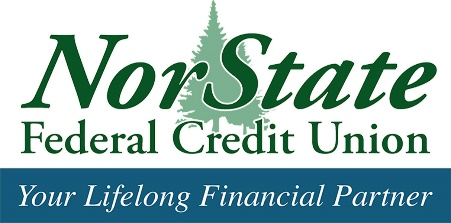 NorState
Federal Credit Union
Your Lifelong Financial Partner